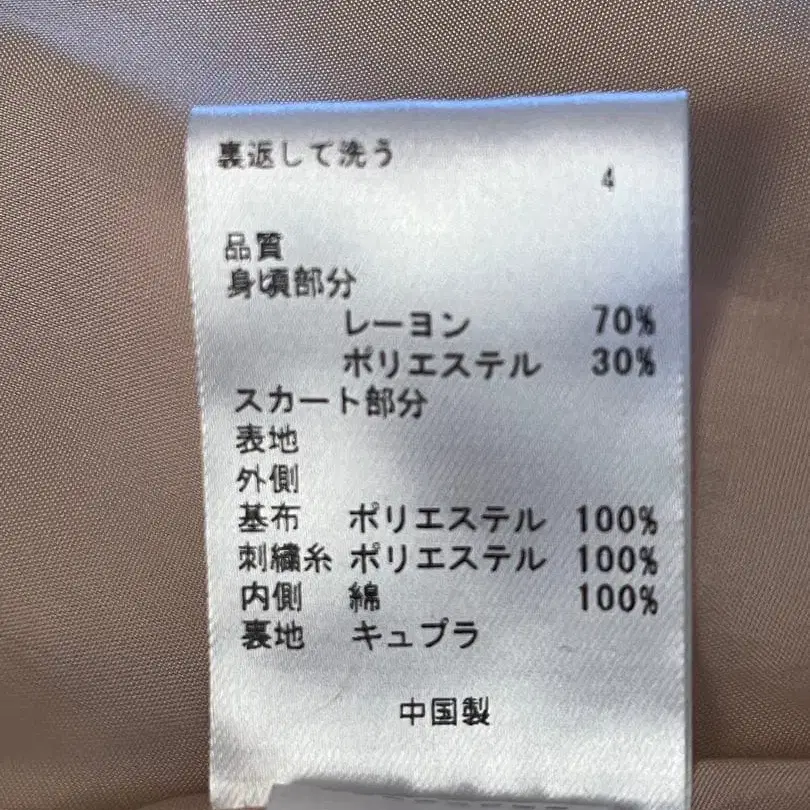 裏返して洗う
4
品質
身頃部分
レーヨン 70%
ポリエステル 30%
スカート部分
表地
外側
基布 ポリエステル 100%
刺繍糸 ポリエステル 100%
内側 綿 100%
裏地 キュプラ
中国製